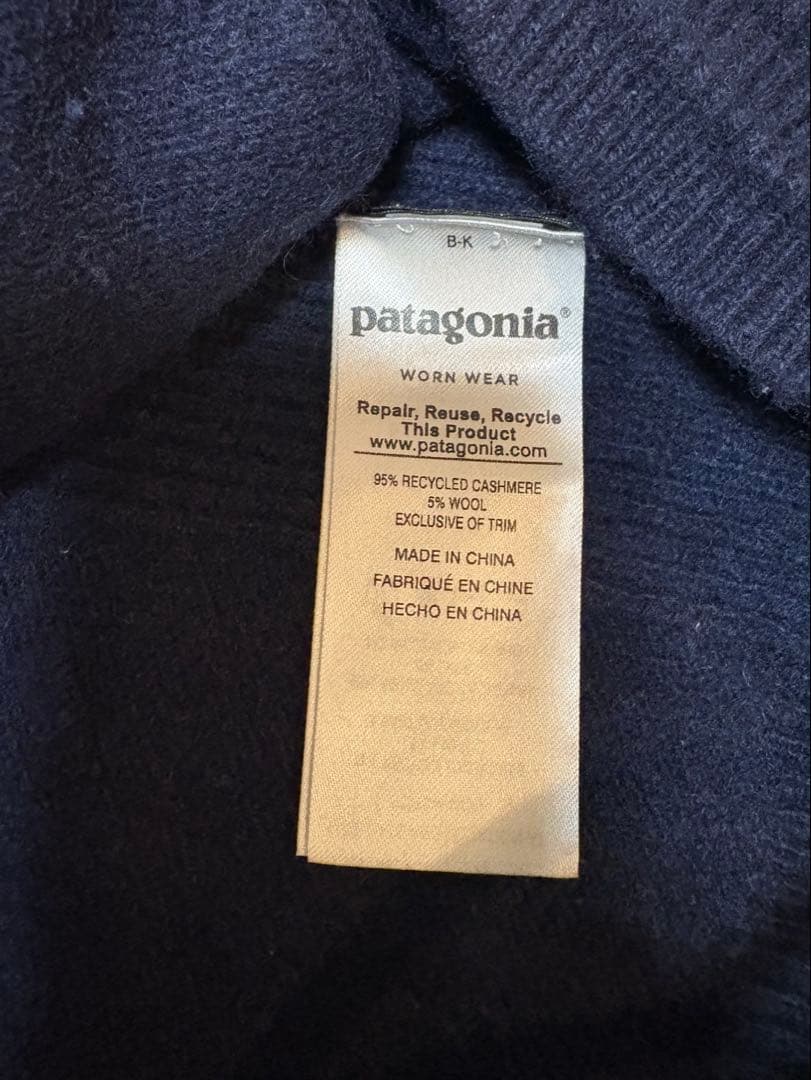 B-K
patagonia®
WORN WEAR
Repair, Reuse, Recycle
This Product
www.patagonia.com
95% RECYCLED CASHMERE
5% WOOL
EXCLUSIVE OF TRIM
MADE IN CHINA
FABRIQUÉ EN CHINE
HECHO EN CHINA